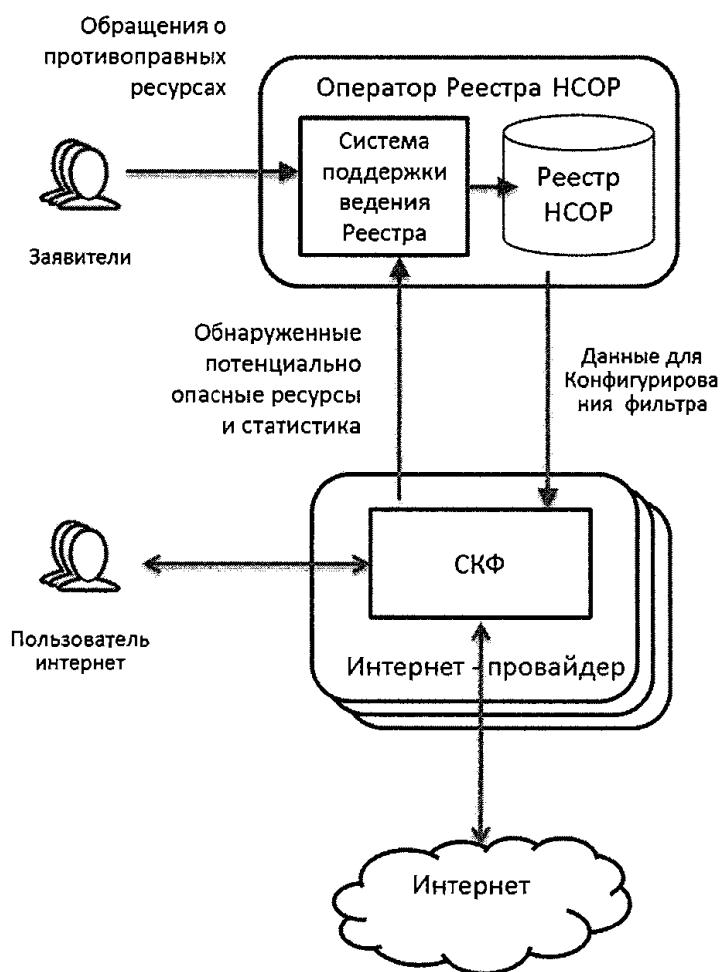 Обращения о
противоправных
ресурсах
Оператор Реестра НСОР
Система
поддержки
ведения
Реестра
Реестр
НСОР
Заявители
Обнаруженные
потенциально
опасные ресурсы
и статистика
Данные для
Конфигурирова
ния фильтра
СКФ
Пользователь
интернет
Интернет - провайдер
Интернет